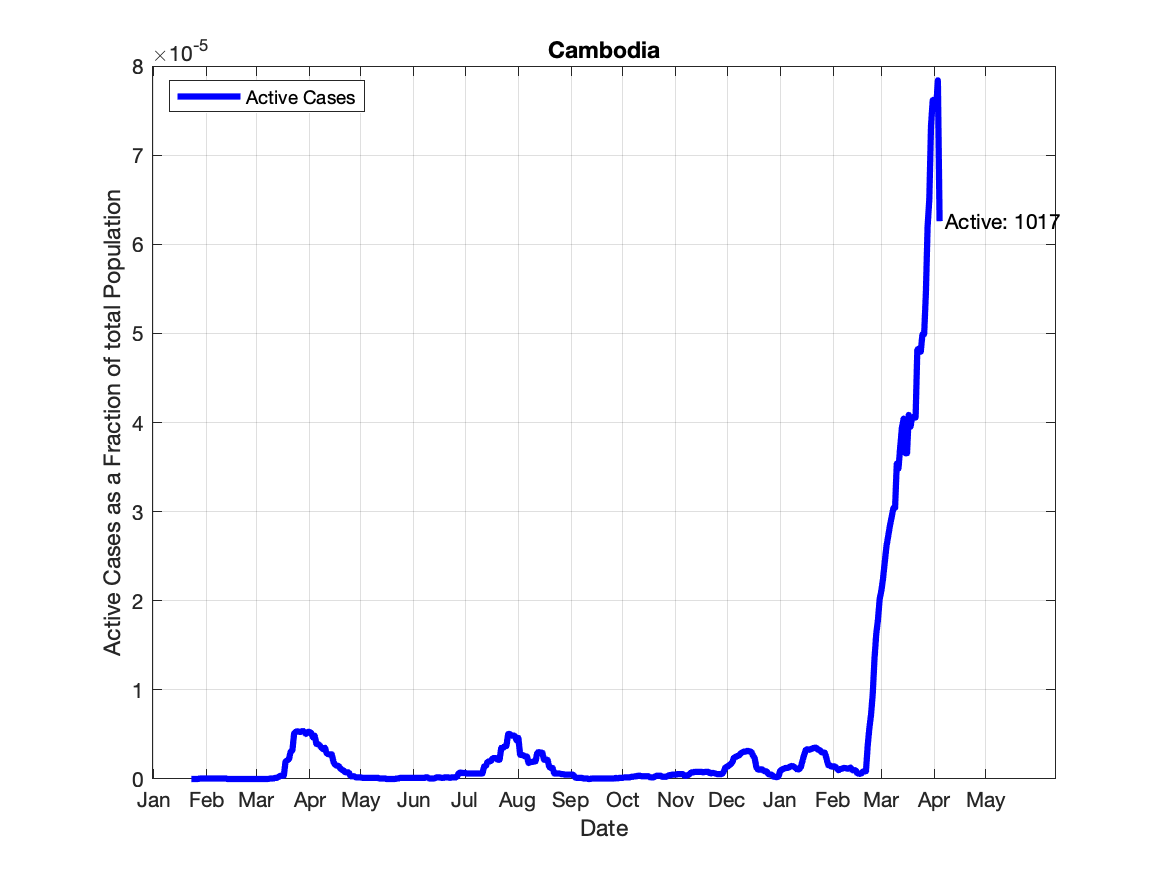 Cambodia
×10-5
Active Cases
8
7
6
5
4
3
2
1
0
Active Cases as a Fraction of total Population
Active: 1017
Jan Feb Mar Apr May Jun Jul Aug Sep Oct Nov Dec Jan Feb Mar Apr May
Date